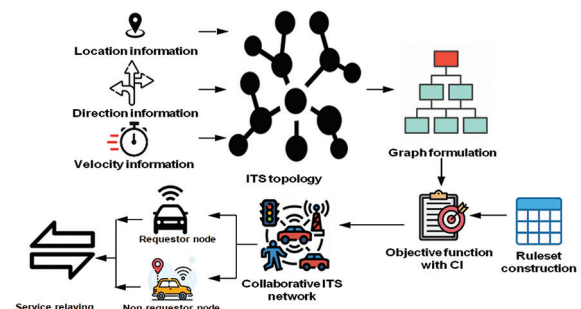 Location information
Direction information
Velocity information
ITS topology
Graph formulation
Requestor node
Non requestor node
Service relaying
Collaborative ITS
network
Objective function
with CI
Ruleset
construction